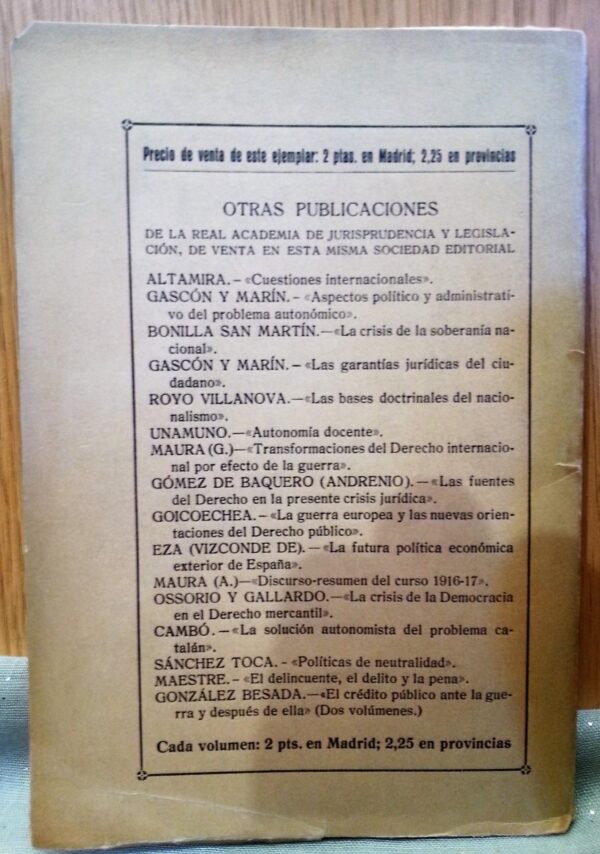 Precio de venta de este ejemplar: 2 ptas. en Madrid; 2,25 en provincias
OTRAS PUBLICACIONES
DE LA REAL ACADEMIA DE JURISPRUDENCIA Y LEGISLA-
CIÓN, DE VENTA EN ESTA MISMA SOCIEDAD EDITORIAL
ALTAMIRA.- «Cuestiones internacionales».
GASCÓN Y MARÍN.- «Aspectos político y administrati-
vo del problema autonómico».
BONILLA SAN MARTÍN.—«La crisis de la soberanía na-
cional».
GASCÓN Y MARÍN. - «Las garantías jurídicas del ciu-
dadano».
ROYO VILLANOVA.—«Las bases doctrinales del nacio-
nalismo».
UNAMUNO.—«Autonomía docente».
MAURA (G.)—«Transformaciones del Derecho internacio-
nal por efecto de la guerra».
GÓMEZ DE BAQUERO (ANDRENIO).—«Las fuentes
del Derecho en la presente crisis jurídica».
GOICOECHEA. - «La guerra europea y las nuevas orien-
taciones del Derecho público».
EZA (VIZCONDE DE).—«La futura política económica
exterior de España».
MAURA (A.)—«Discurso-resumen del curso 1916-17».
OSSORIO Y GALLARDO.—«La crisis de la Democracia
en el Derecho mercantil».
CAMBÓ.—«La solución autonomista del problema ca-
talán».
SÁNCHEZ TOCA. - «Políticas de neutralidad».
MAESTRE.- «El delincuente, el delito y la pena».
GONZÁLEZ BESADA.—«El crédito público ante la gue-
rra y después de ella» (Dos volúmenes.)
Cada volumen: 2 pts. en Madrid; 2,25 en provincias